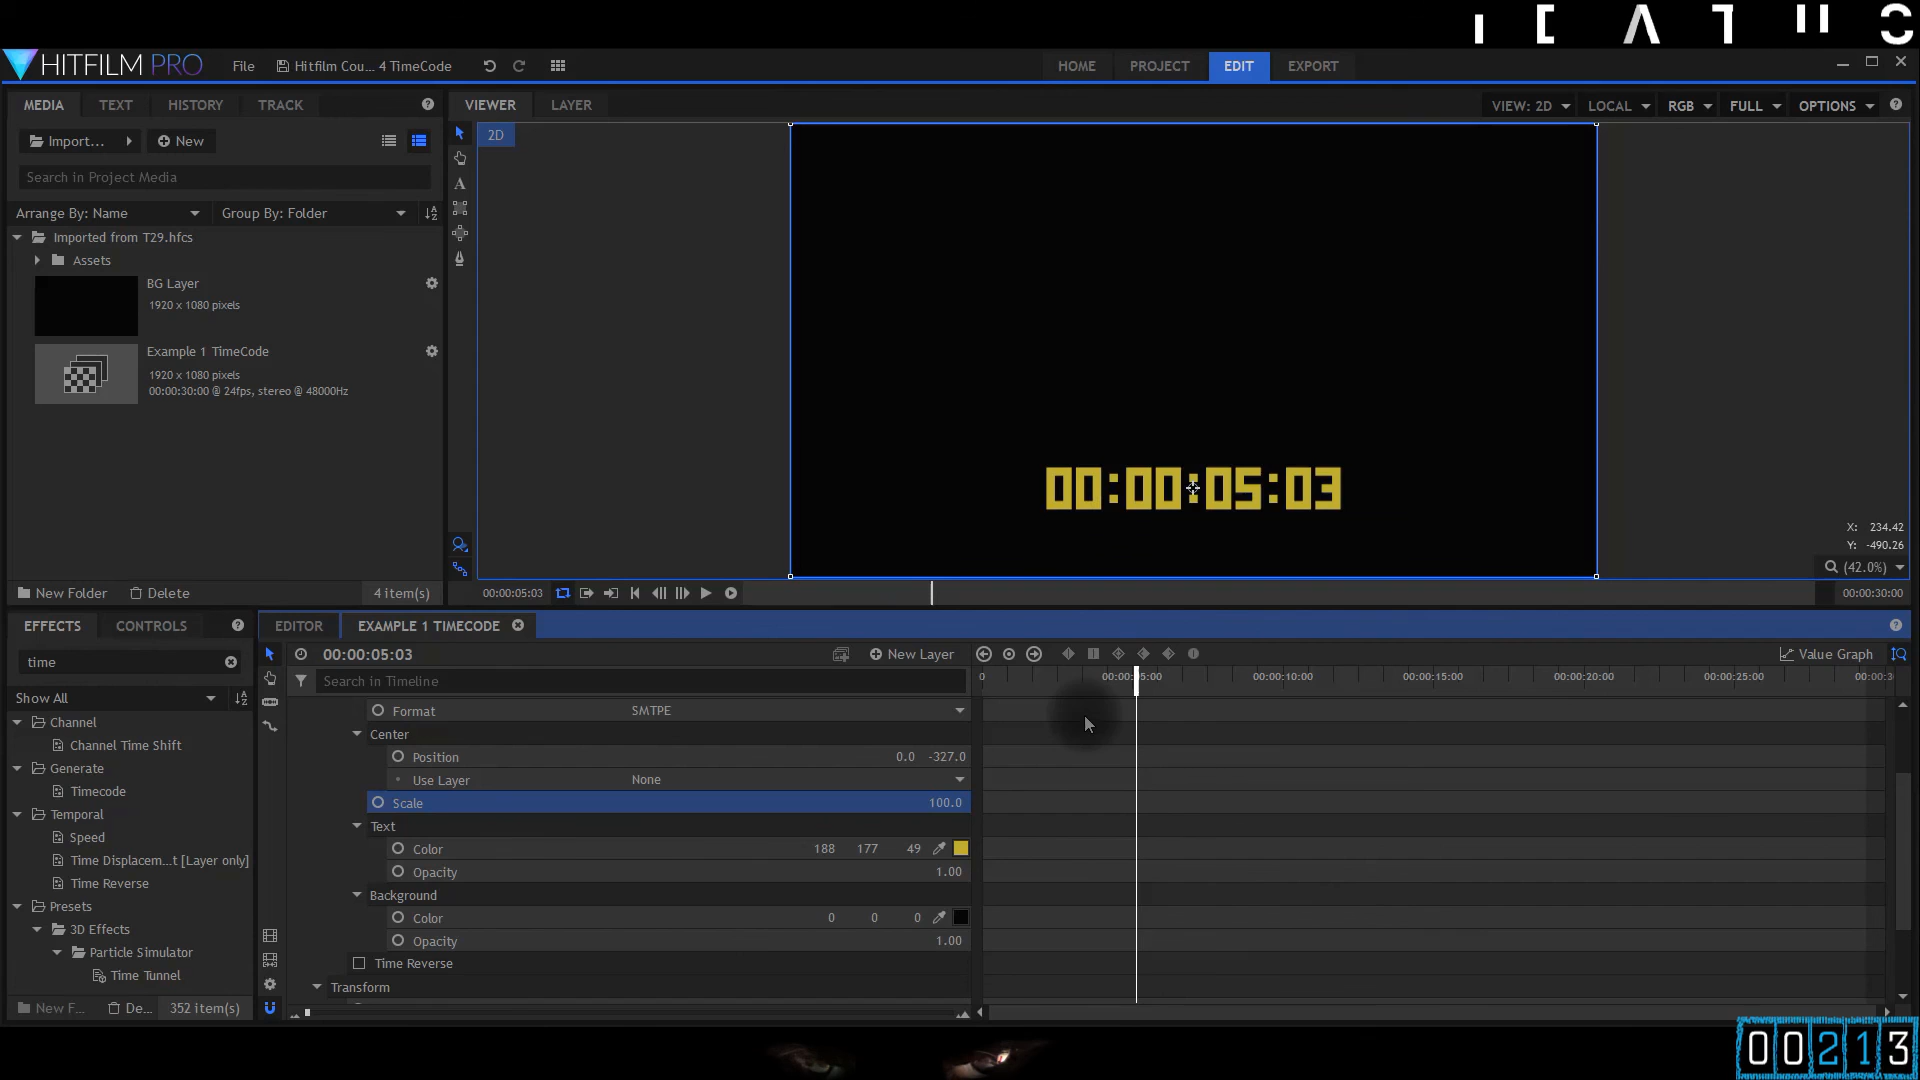 HITFILM PRO
File
Hitfilm Cou... 4 TimeCode
HOME
PROJECT
EDIT
EXPORT
MEDIA
TEXT
HISTORY
TRACK
VIEWER
LAYER
VIEW: 2D
LOCAL
RGB
FULL
OPTIONS
Import...
New
2D
Search in Project Media
Arrange By: Name
Group By: Folder
Imported from T29.hfcs
Assets
BG Layer
1920 x 1080 pixels
Example 1 TimeCode
1920 x 1080 pixels
00:00:30:00 @ 24fps, stereo @ 48000Hz
00:00:05:03
X: 234.42
Y: -490.26
(42.0%)
New Folder
Delete
4 item(s)
00:00:05:03
00:00:30:00
EFFECTS
CONTROLS
EDITOR
EXAMPLE 1 TIMECODE
time
00:00:05:03
New Layer
Value Graph
Search in Timeline
0
00:00:05:00
00:00:10:00
00:00:15:00
00:00:20:00
00:00:25:00
00:00:3
Show All
Channel
Channel Time Shift
Generate
Timecode
Temporal
Speed
Time Displacem...t [Layer only]
Time Reverse
Presets
3D Effects
Particle Simulator
Time Tunnel
New F...
De...
352 item(s)
Format SMTPE
Center
Position 0.0 -327.0
Use Layer None
Scale 100.0
Text
Color 188 177 49
Opacity 1.00
Background
Color 0 0 0
Opacity 1.00
Time Reverse
Transform
00213